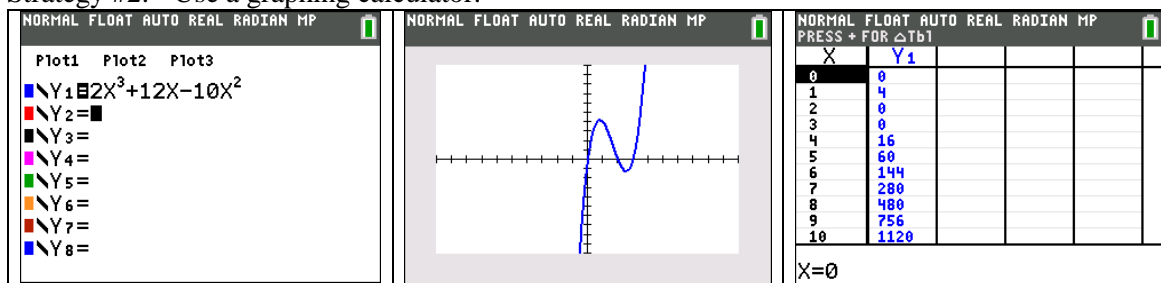 Strategy #2. Use a graphing calculator.
NORMAL FLOAT AUTO REAL RADIAN MP
Plot1 Plot2 Plot3
Y1=2X³+12X-10X²
Y2=
Y3=
Y4=
Y5=
Y6=
Y7=
Y8=
NORMAL FLOAT AUTO REAL RADIAN MP
NORMAL FLOAT AUTO REAL RADIAN MP
PRESS + FOR △Tbl
X Y1
0 0
1 4
2 0
3 0
4 16
5 60
6 144
7 280
8 480
9 756
10 1120
X=0